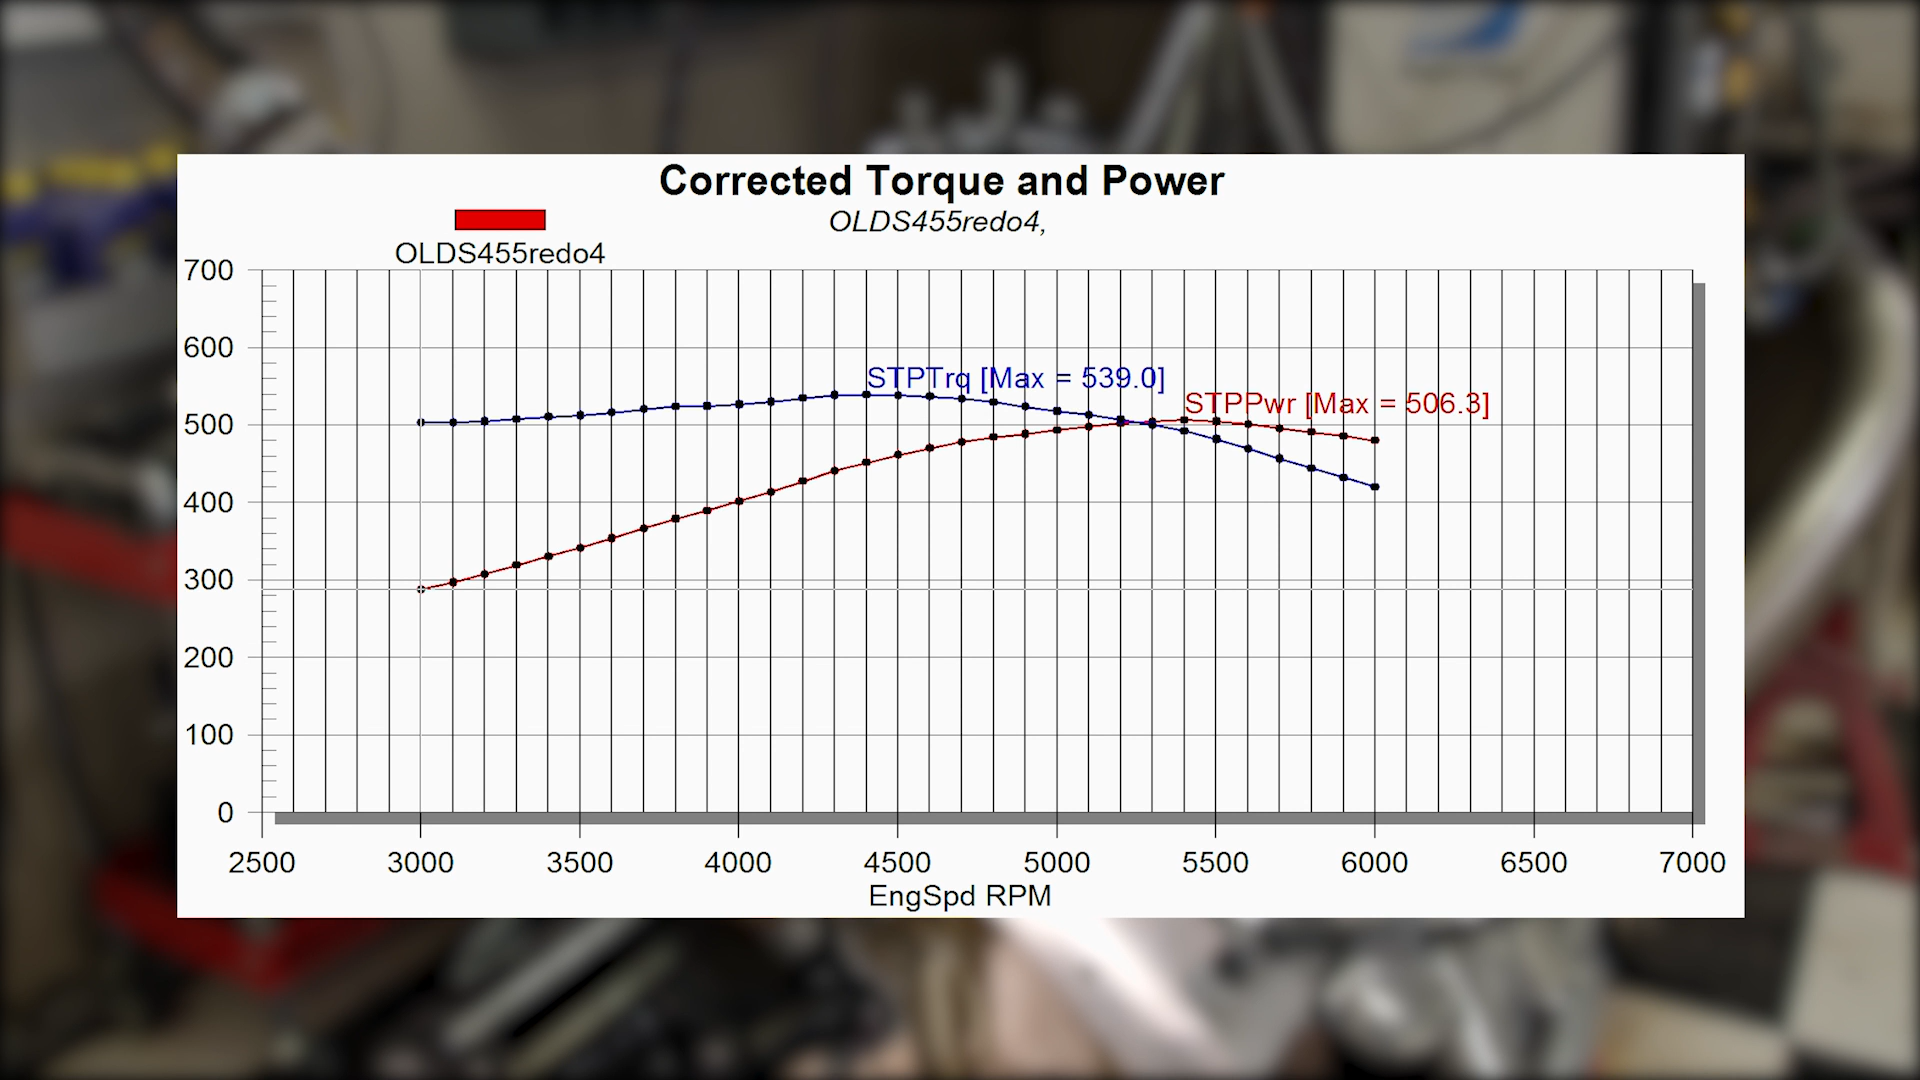 Corrected Torque and Power
OLDS455redo4,
OLDS455redo4
700
600
500
400
300
200
100
0
STPTrq [Max = 539.0]
STPPwr [Max = 506.3]
2500 3000 3500 4000 4500 5000 5500 6000 6500 7000
EngSpd RPM